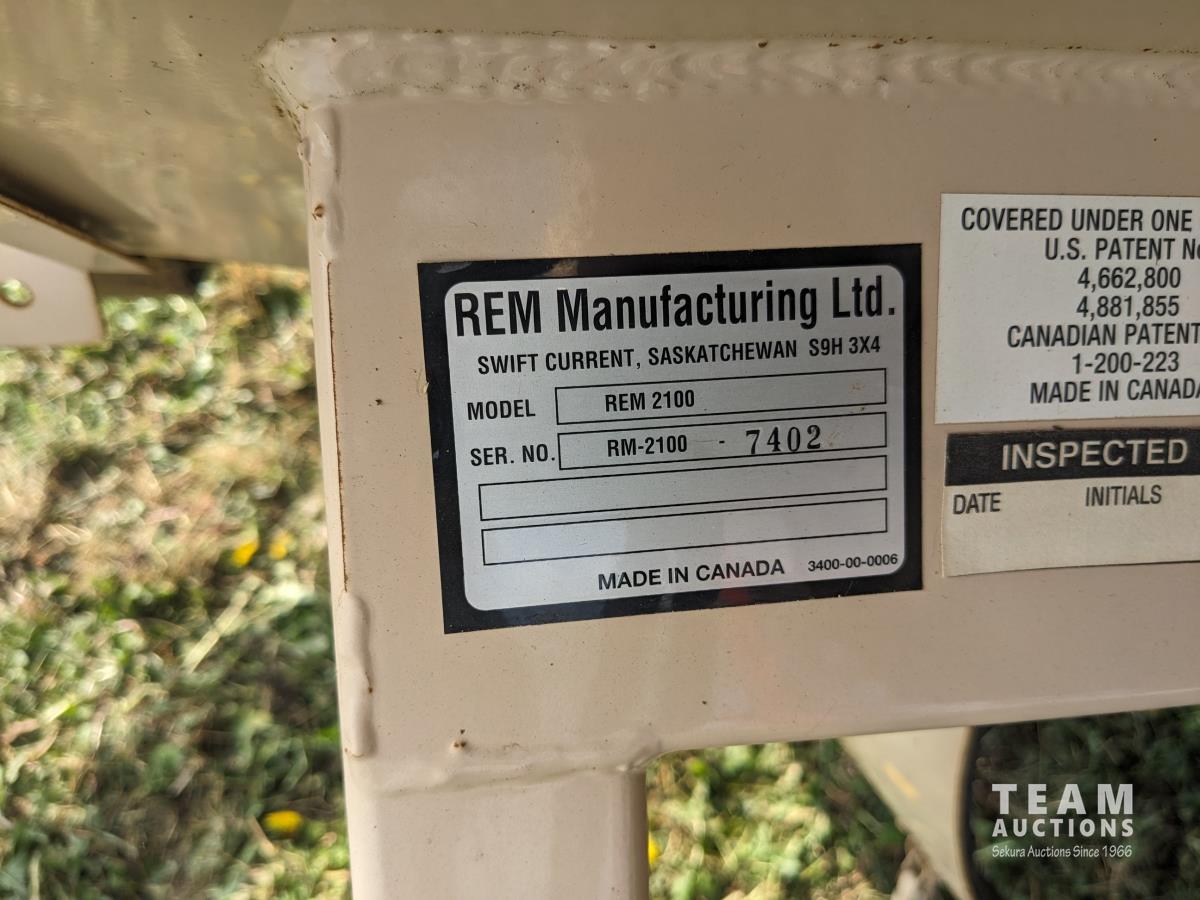 REM Manufacturing Ltd.
SWIFT CURRENT, SASKATCHEWAN S9H 3X4
MODEL REM 2100
SER. NO. RM-2100 - 7402
MADE IN CANADA 3400-00-0006
COVERED UNDER ONE
U.S. PATENT
4,662,800
4,881,855
CANADIAN PATENT
1-200-223
MADE IN CANADA
INSPECTED
DATE INITIALS
TEAM
AUCTIONS
Sekura Auctions Since 1966